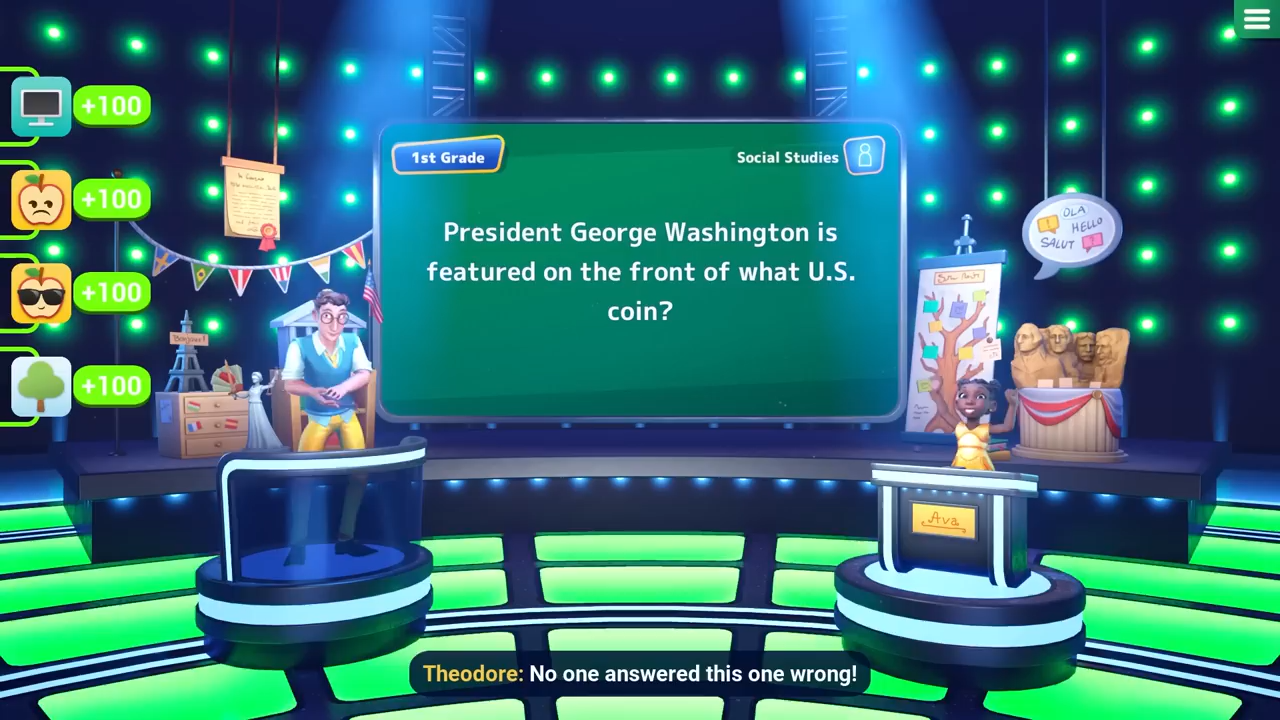 +100
+100
+100
+100
1st Grade
Social Studies
President George Washington is
featured on the front of what U.S.
coin?
Bonjour!
OLA
HELLO
SALUT
Ava
Theodore: No one answered this one wrong!